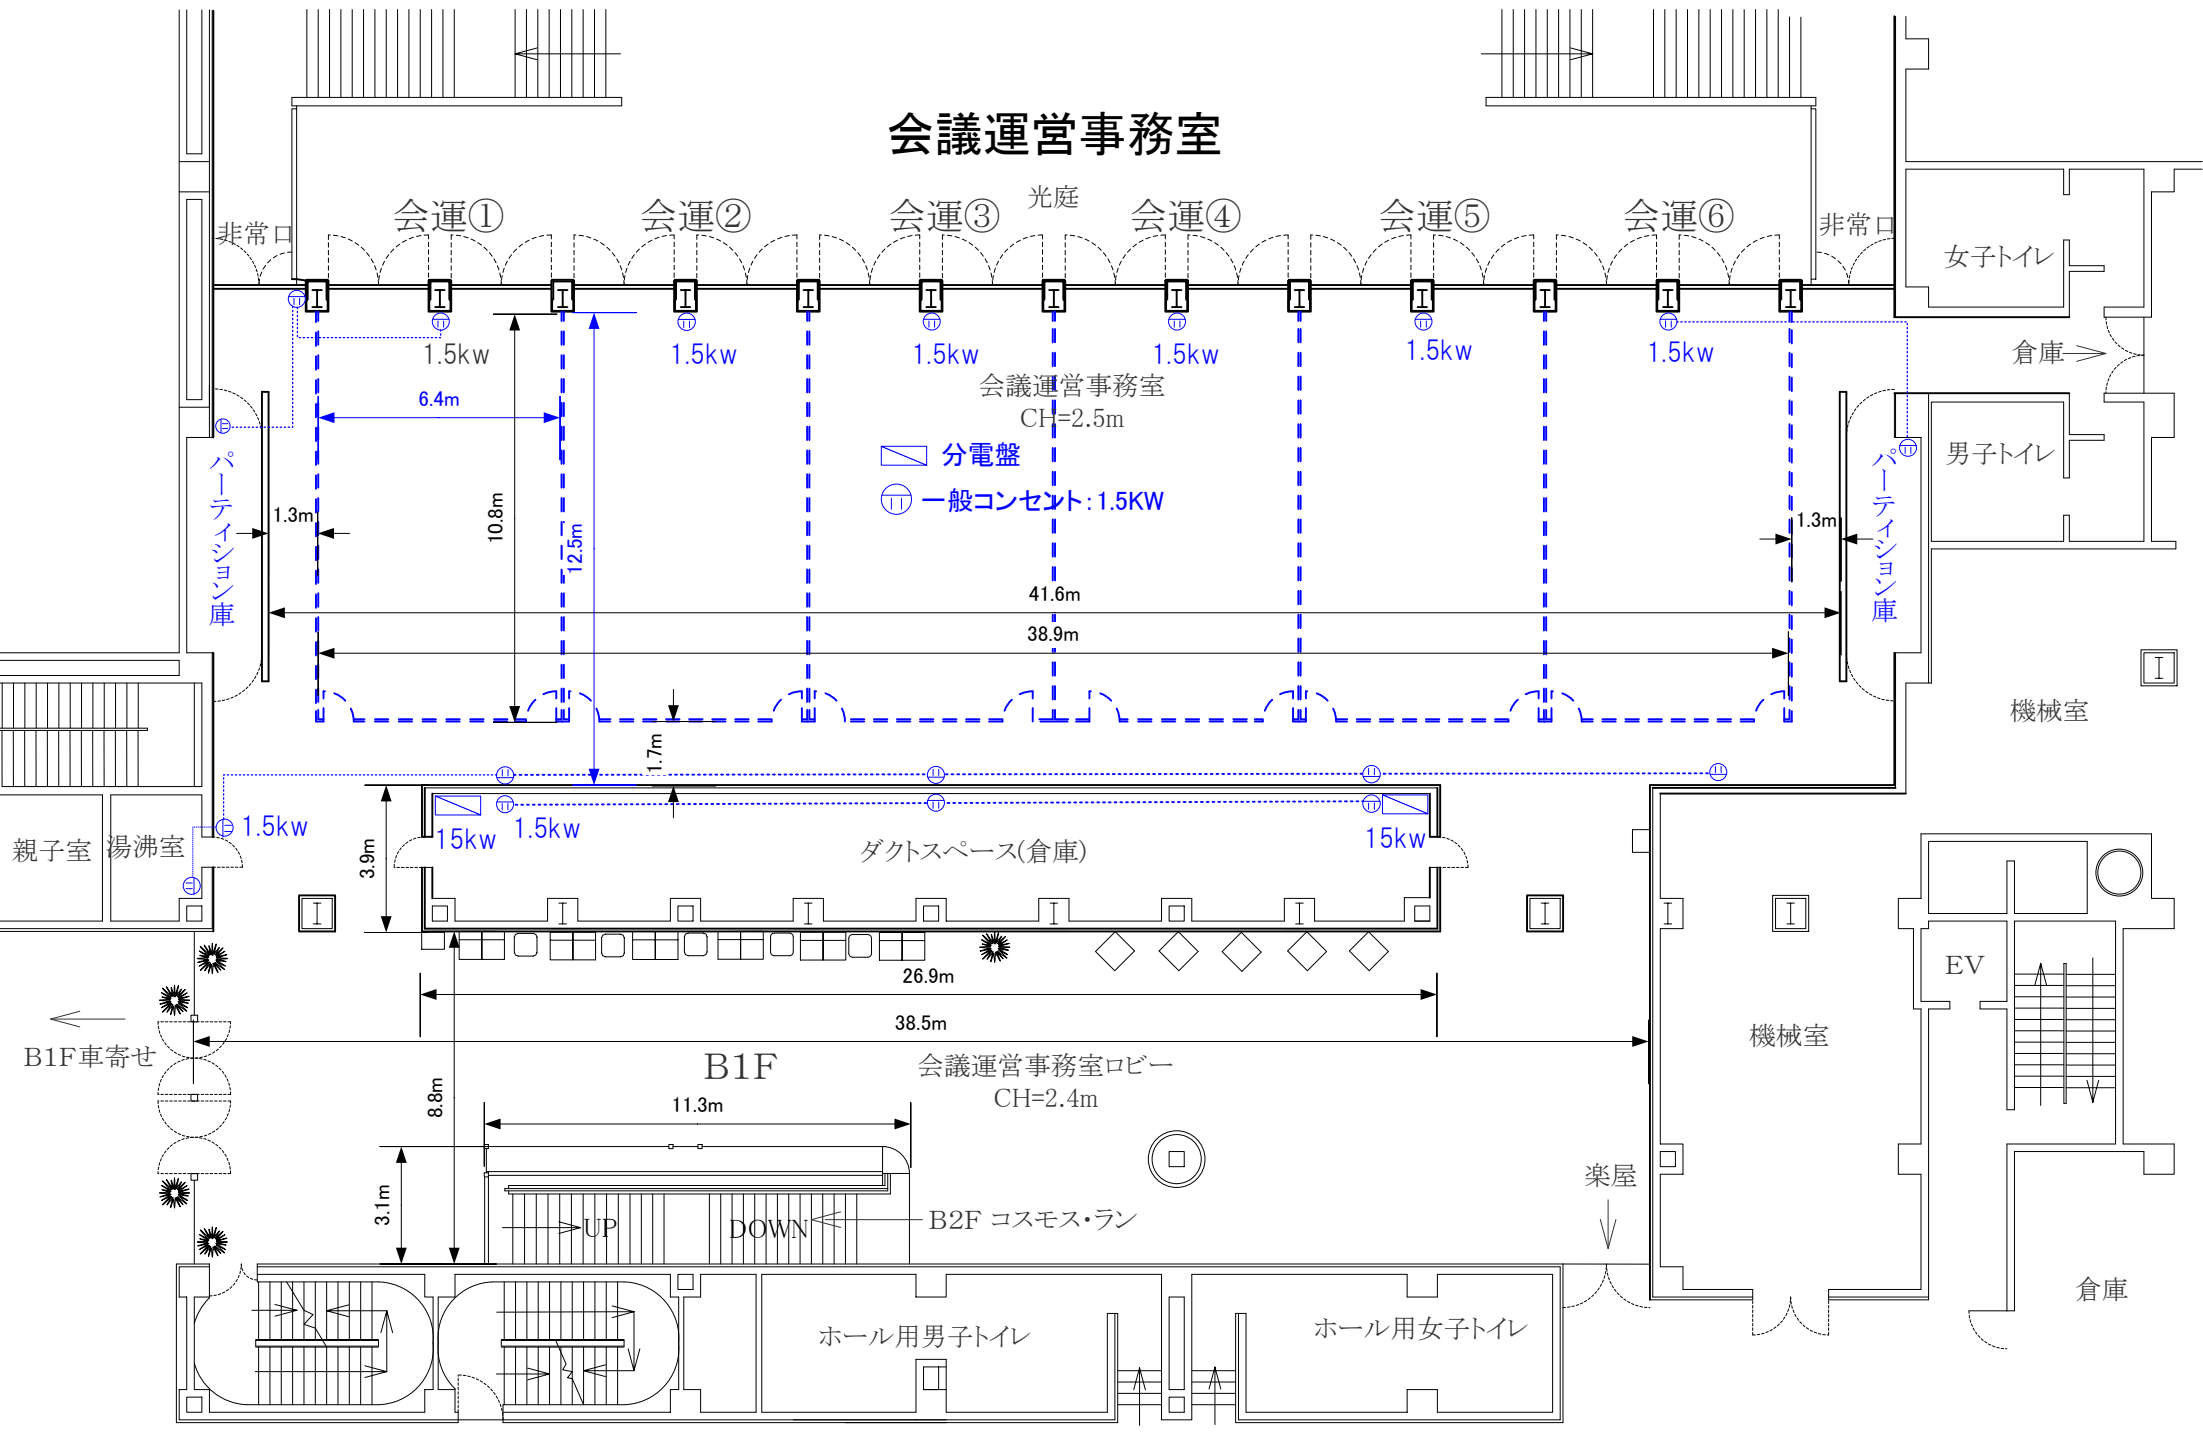 会議運営事務室
光庭
会運①
会運②
会運③
会運④
会運⑤
会運⑥
非常口
非常口
女子トイレ
倉庫
男子トイレ
1.5kw
1.5kw
1.5kw
1.5kw
1.5kw
1.5kw
会議運営事務室
CH=2.5m
6.4m
分電盤
一般コンセント:1.5KW
パーティション庫
パーティション庫
1.3m
1.3m
10.8m
12.5m
41.6m
38.9m
機械室
1.7m
1.5kw
15kw
1.5kw
15kw
親子室
湯沸室
3.9m
ダクトスペース(倉庫)
26.9m
EV
38.5m
B1F車寄せ
B1F
会議運営事務室ロビー
CH=2.4m
機械室
8.8m
11.3m
3.1m
楽屋
UP
DOWN
B2F コスモス・ラン
倉庫
ホール用男子トイレ
ホール用女子トイレ